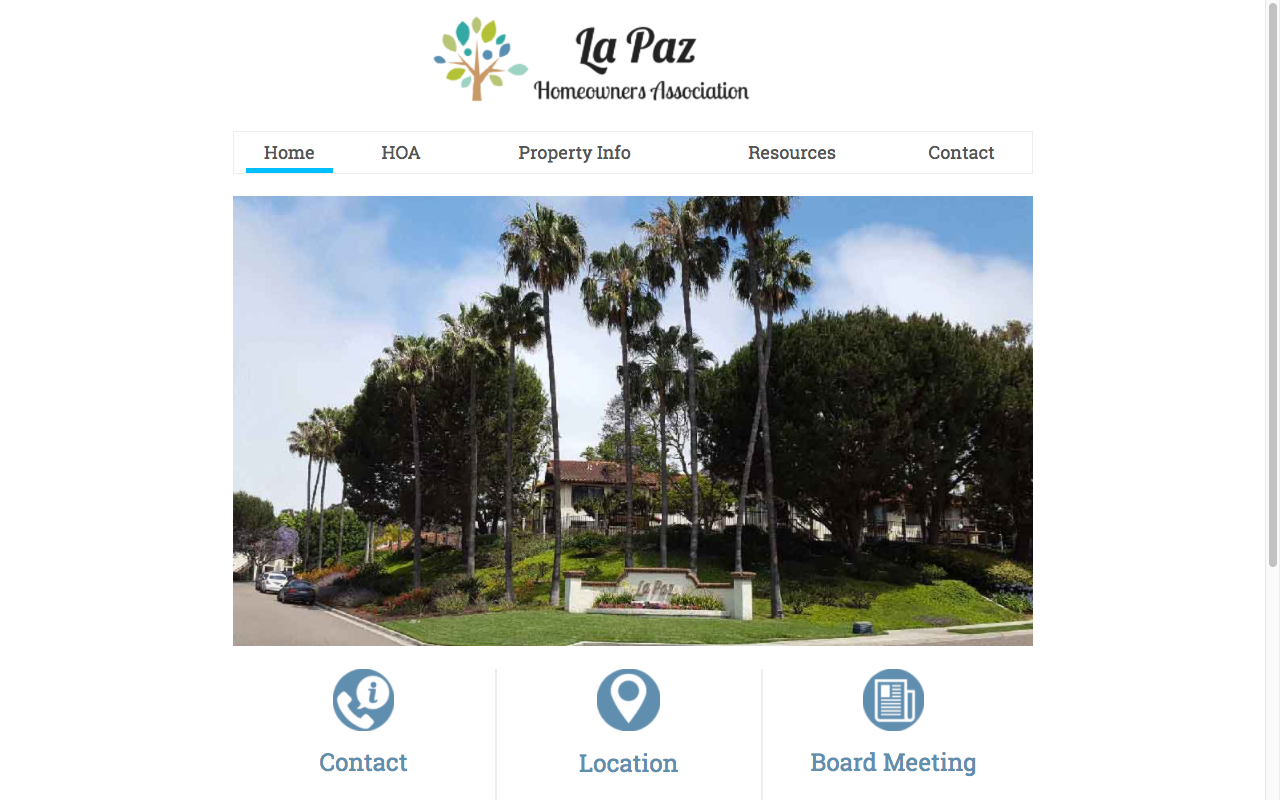 La Paz
Homeowners Association
Home HOA Property Info Resources Contact
La Paz
Contact Location Board Meeting